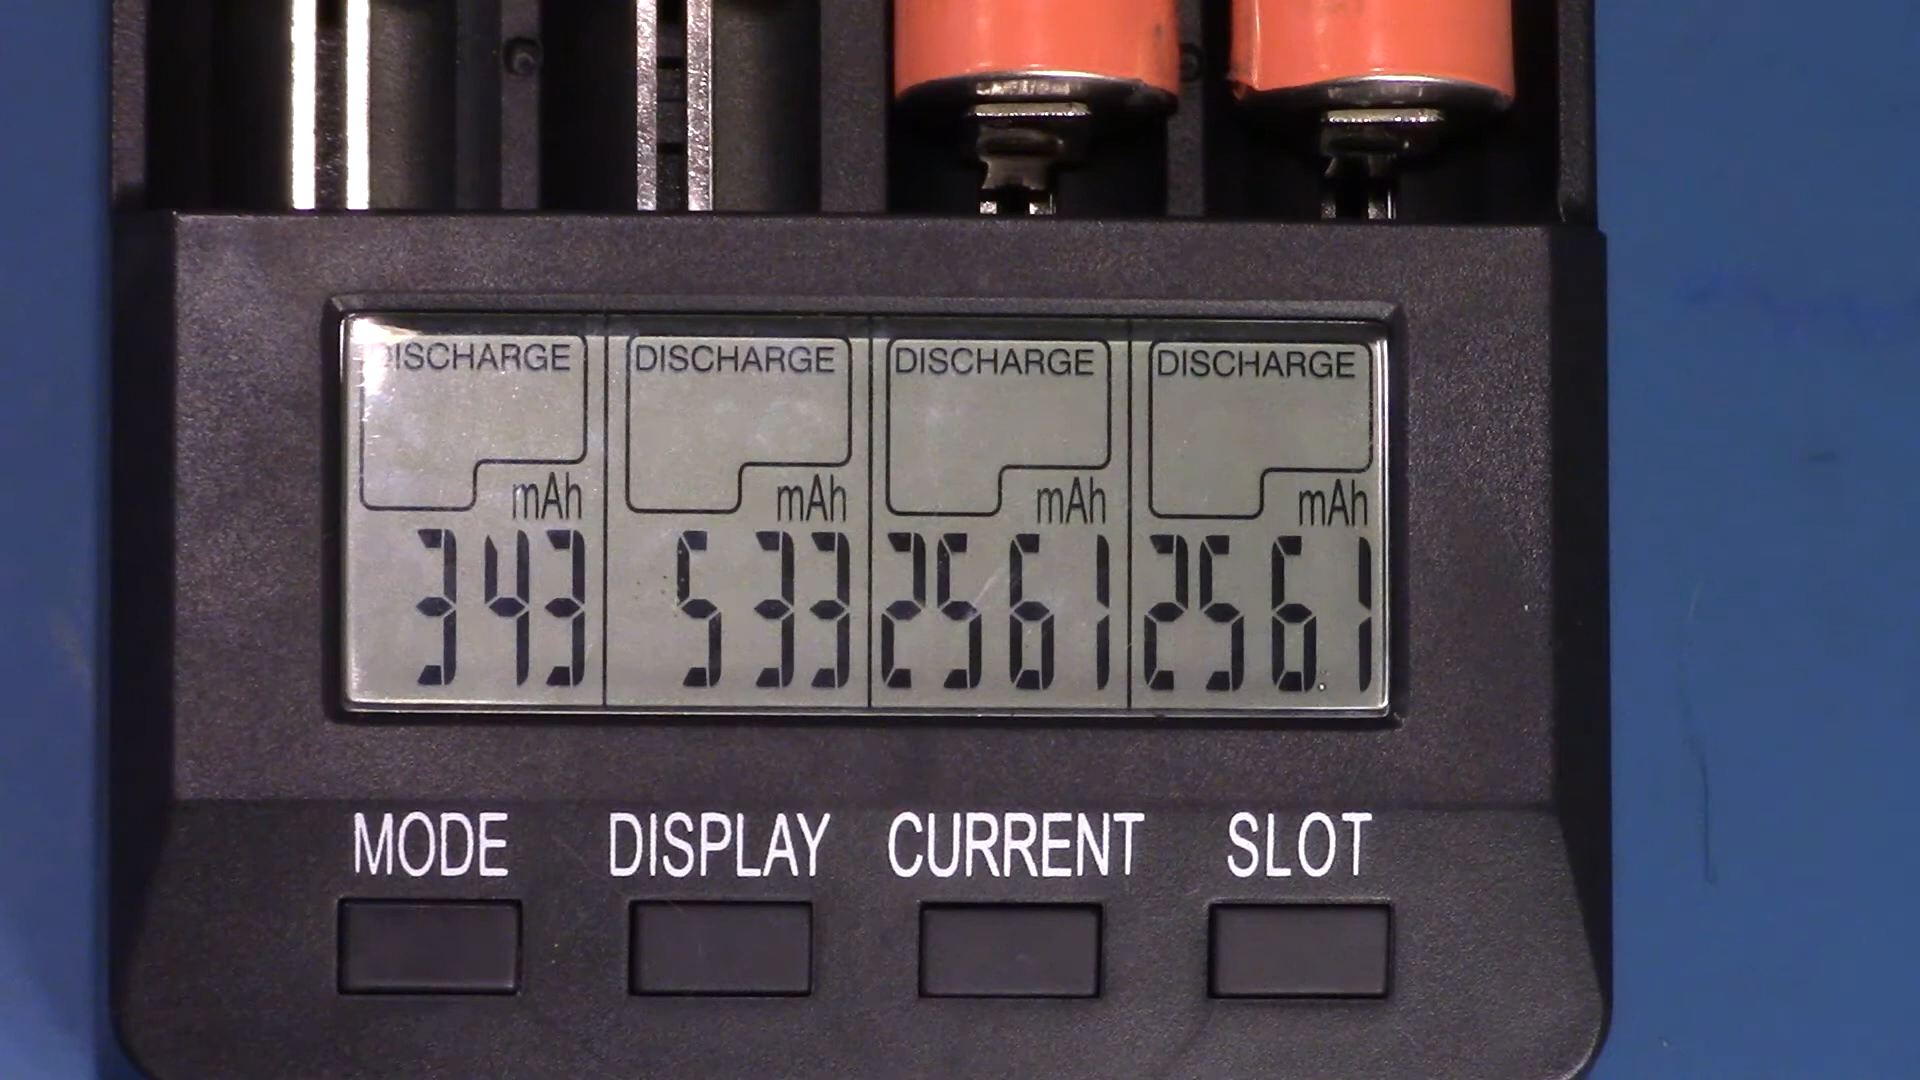 DISCHARGE DISCHARGE DISCHARGE DISCHARGE
mAh mAh mAh mAh
343 533 2561 2561
MODE DISPLAY CURRENT SLOT